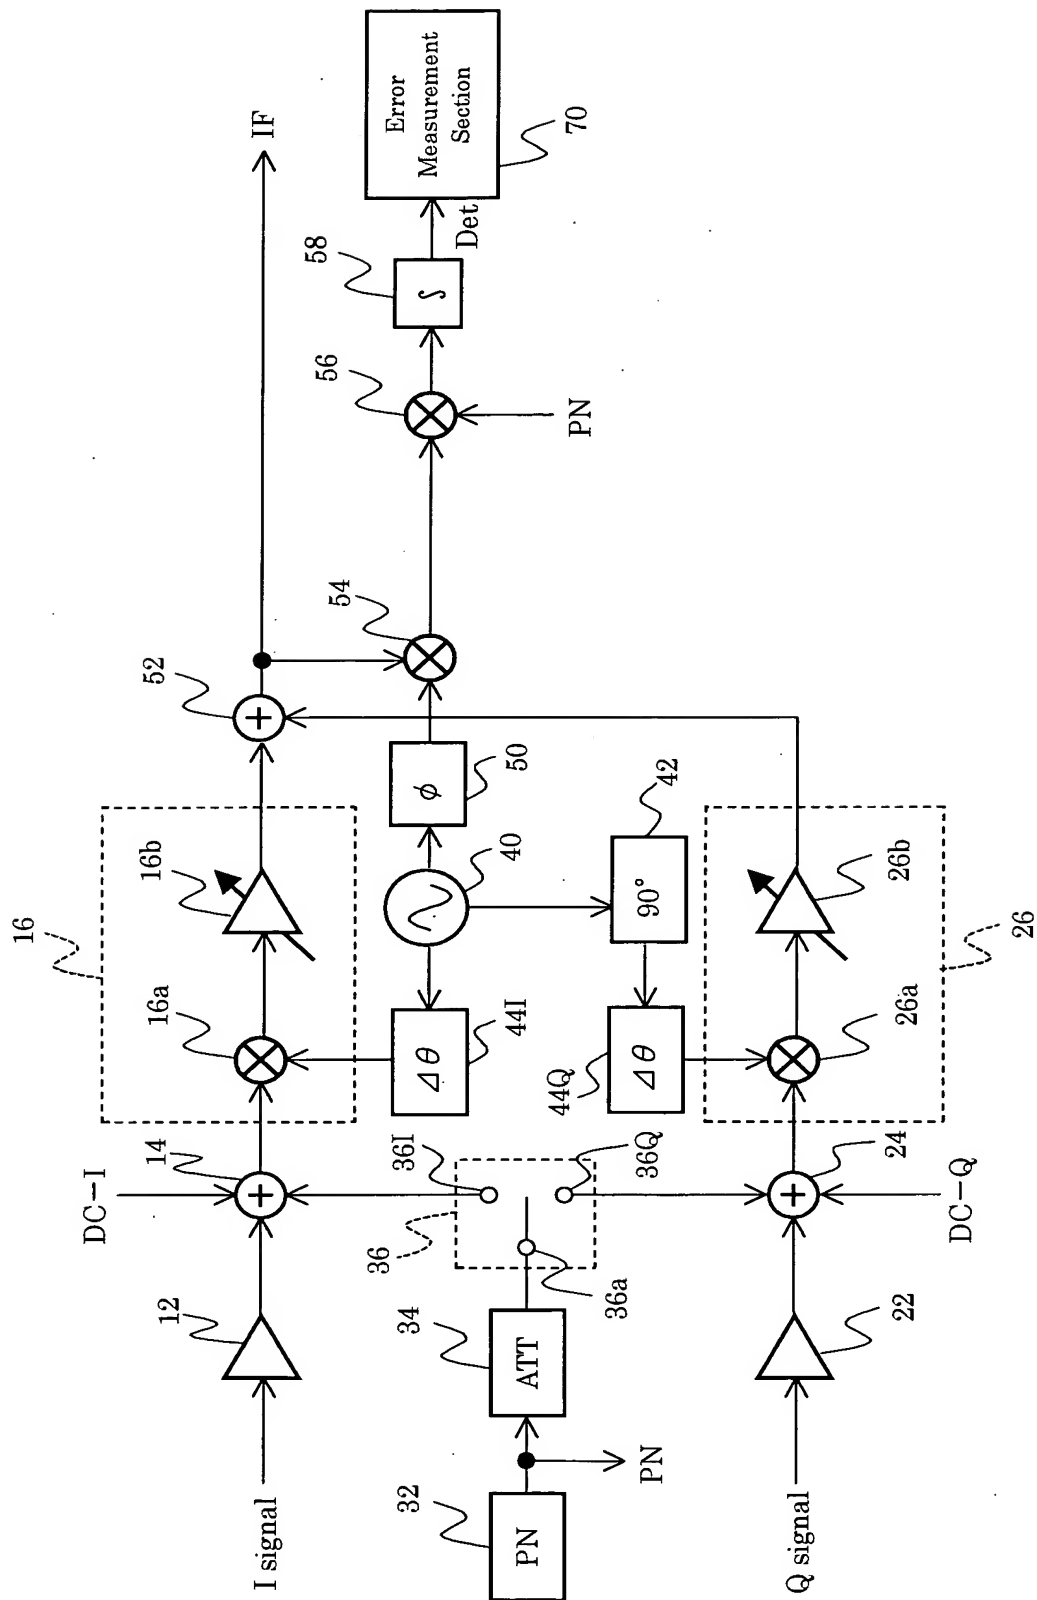 I signal
12
DC-I
14
16
16a
16b
52
IF
PN
32
PN
ATT
34
36
36a
36I
36Q
Δθ
44I
40
ϕ
50
54
56
PN
58
∫
Det
Error
Measurement
Section
70
90°
42
Δθ
44Q
Q signal
22
DC-Q
24
26
26a
26b